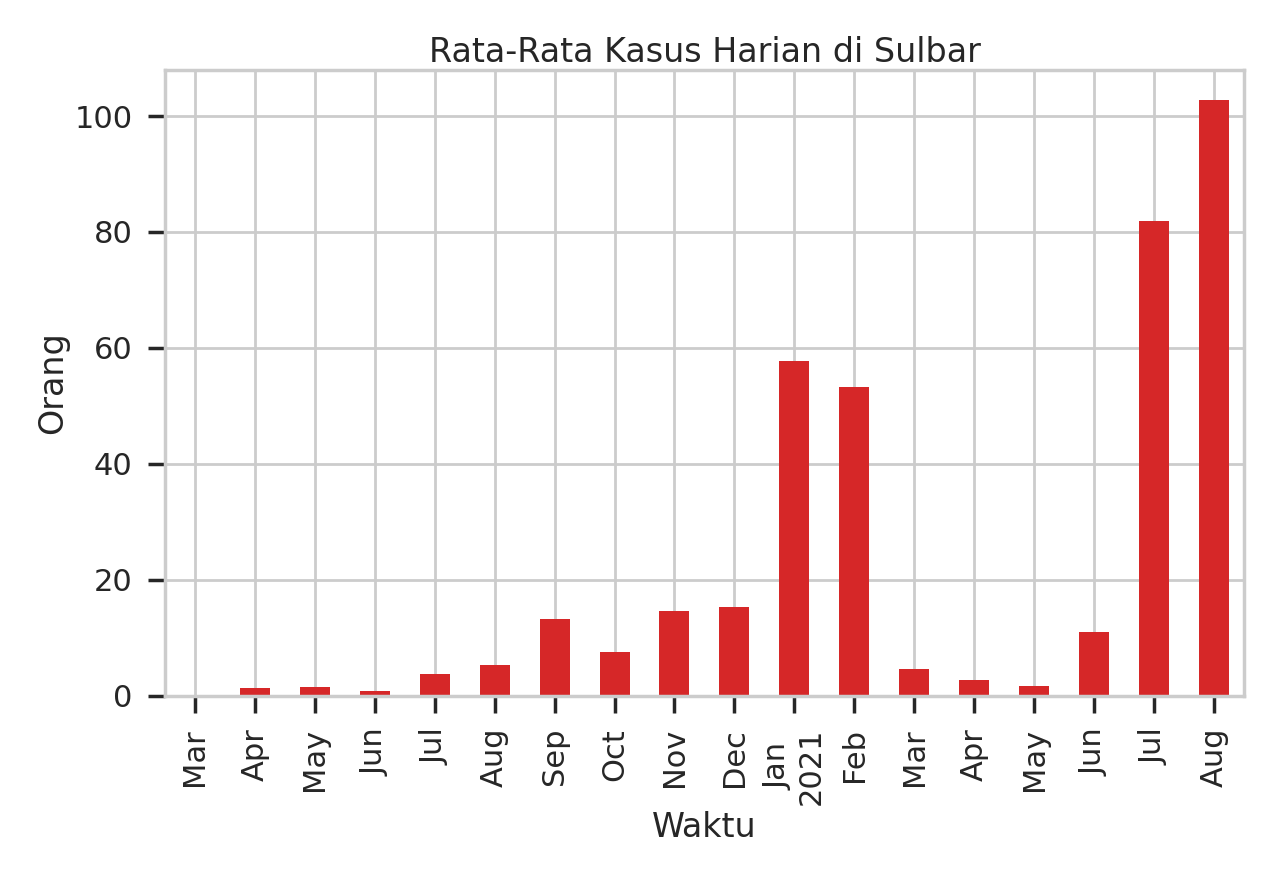 Rata-Rata Kasus Harian di Sulbar
Orang
100
80
60
40
20
0
Mar
Apr
May
Jun
Jul
Aug
Sep
Oct
Nov
Dec
Jan
2021
Feb
Mar
Apr
May
Jun
Jul
Aug
Waktu